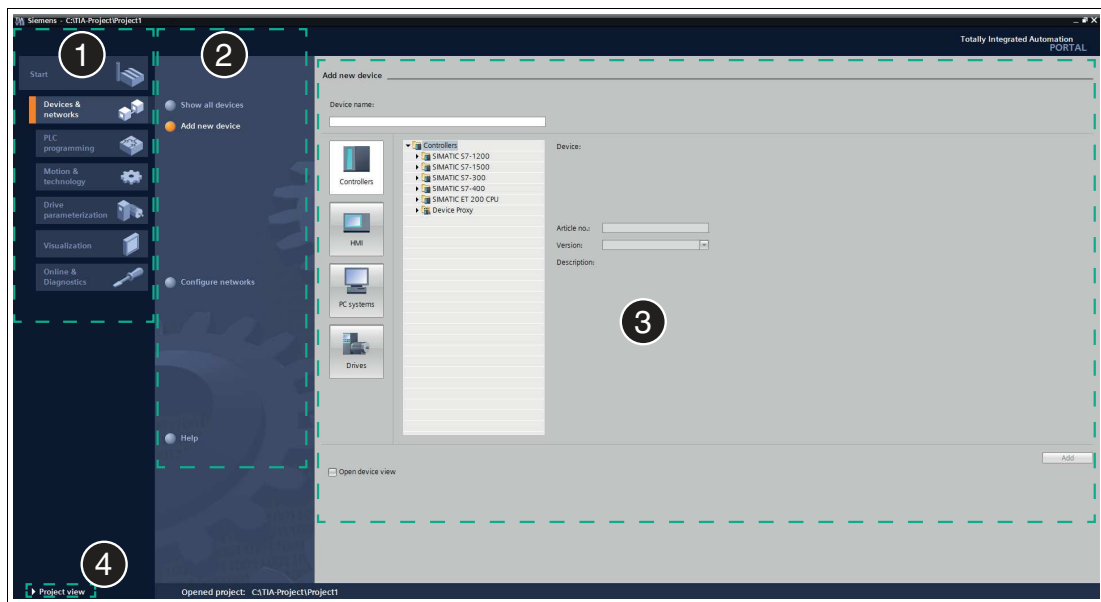 Siemens - C:\TIA-Project\Project1
Totally Integrated Automation
PORTAL
1
Start
Devices &
networks
PLC
programming
Motion &
technology
Drive
parameterization
Visualization
Online &
Diagnostics
2
Show all devices
Add new device
Configure networks
Help
Add new device
Device name:
Controllers
HMI
PC systems
Drives
Controllers
SIMATIC S7-1200
SIMATIC S7-1500
SIMATIC S7-300
SIMATIC S7-400
SIMATIC ET 200 CPU
Device Proxy
Device:
Article no.:
Version:
Description:
3
Open device view
Add
4
Project view
Opened project: C:\TIA-Project\Project1